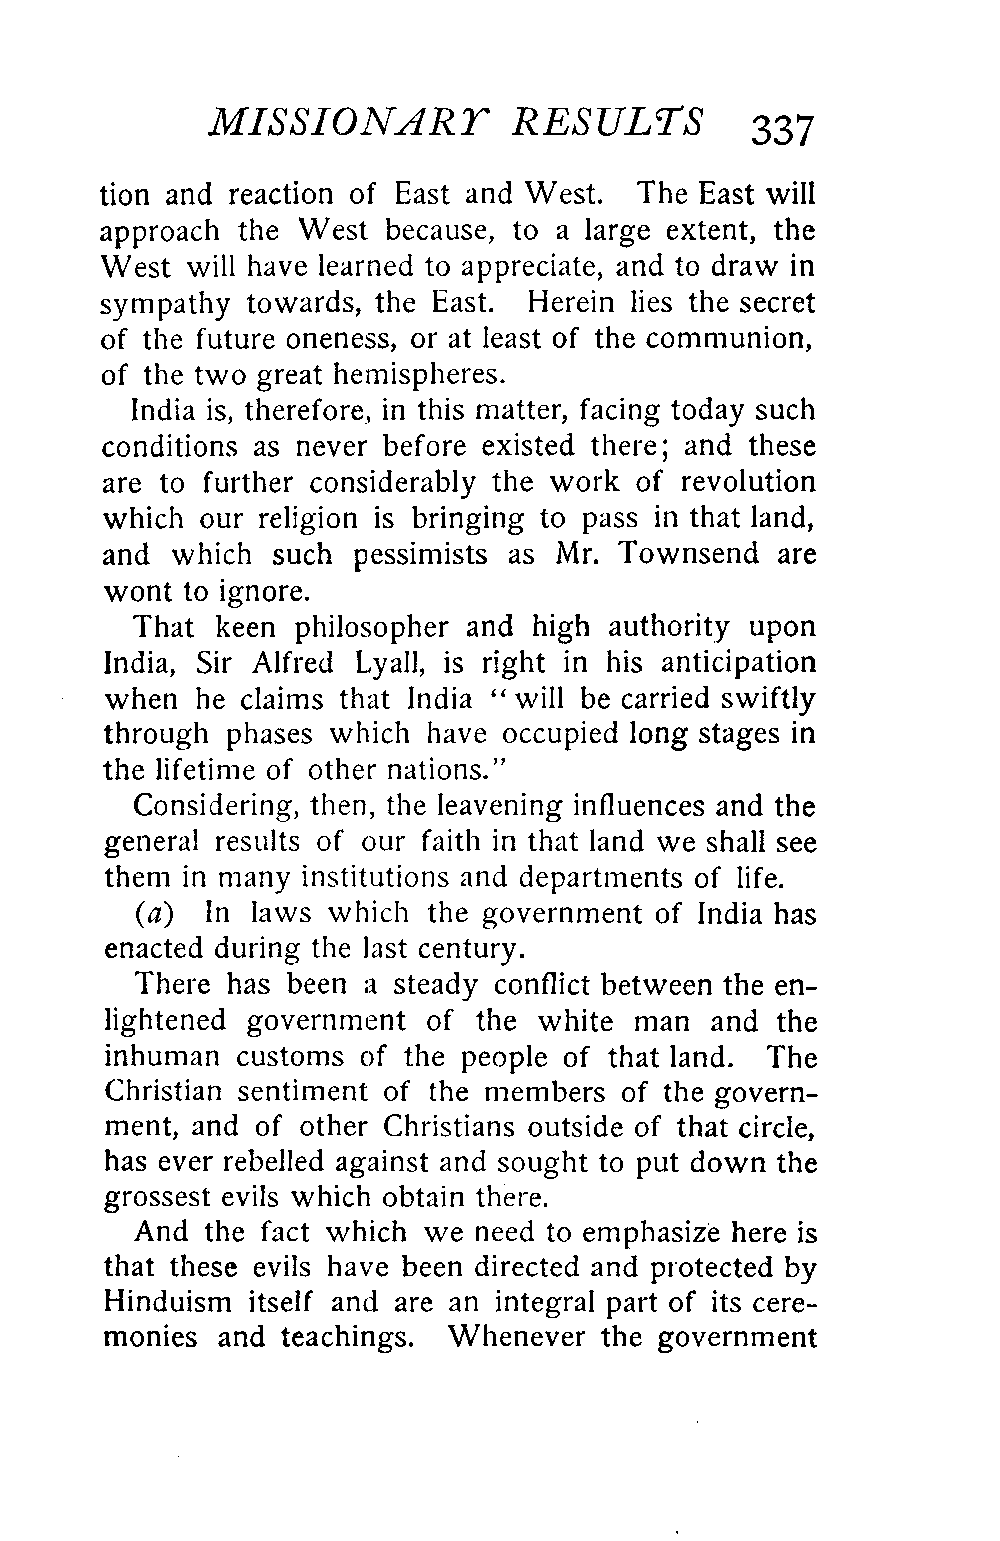 MISSIONARY RESULTS 337
tion and reaction of East and West. The East will
approach the West because, to a large extent, the
West will have learned to appreciate, and to draw in
sympathy towards, the East. Herein lies the secret
of the future oneness, or at least of the communion,
of the two great hemispheres.
India is, therefore, in this matter, facing today such
conditions as never before existed there; and these
are to further considerably the work of revolution
which our religion is bringing to pass in that land,
and which such pessimists as Mr. Townsend are
wont to ignore.
That keen philosopher and high authority upon
India, Sir Alfred Lyall, is right in his anticipation
when he claims that India “ will be carried swiftly
through phases which have occupied long stages in
the lifetime of other nations.”
Considering, then, the leavening influences and the
general results of our faith in that land we shall see
them in many institutions and departments of life.
(a) In laws which the government of India has
enacted during the last century.
There has been a steady conflict between the en-
lightened government of the white man and the
inhuman customs of the people of that land. The
Christian sentiment of the members of the govern-
ment, and of other Christians outside of that circle,
has ever rebelled against and sought to put down the
grossest evils which obtain there.
And the fact which we need to emphasize here is
that these evils have been directed and protected by
Hinduism itself and are an integral part of its cere-
monies and teachings. Whenever the government